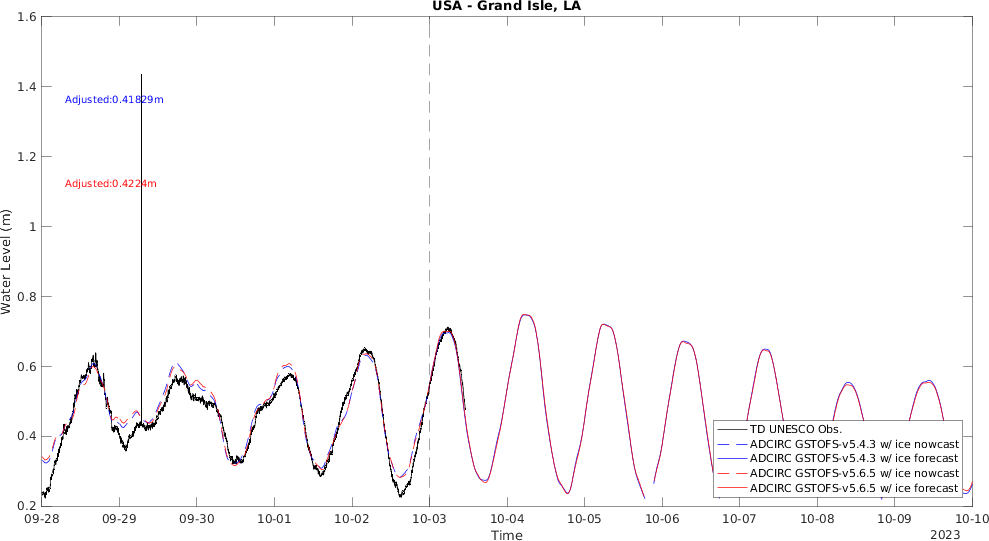 USA - Grand Isle, LA
1.6
1.4
1.2
1
0.8
0.6
0.4
0.2
Water Level (m)
Adjusted:0.41829m
Adjusted:0.4224m
TD UNESCO Obs.
ADCIRC GSTOFS-v5.4.3 w/ ice nowcast
ADCIRC GSTOFS-v5.4.3 w/ ice forecast
ADCIRC GSTOFS-v5.6.5 w/ ice nowcast
ADCIRC GSTOFS-v5.6.5 w/ ice forecast
09-28 09-29 09-30 10-01 10-02 10-03 10-04 10-05 10-06 10-07 10-08 10-09 10-10
Time
2023